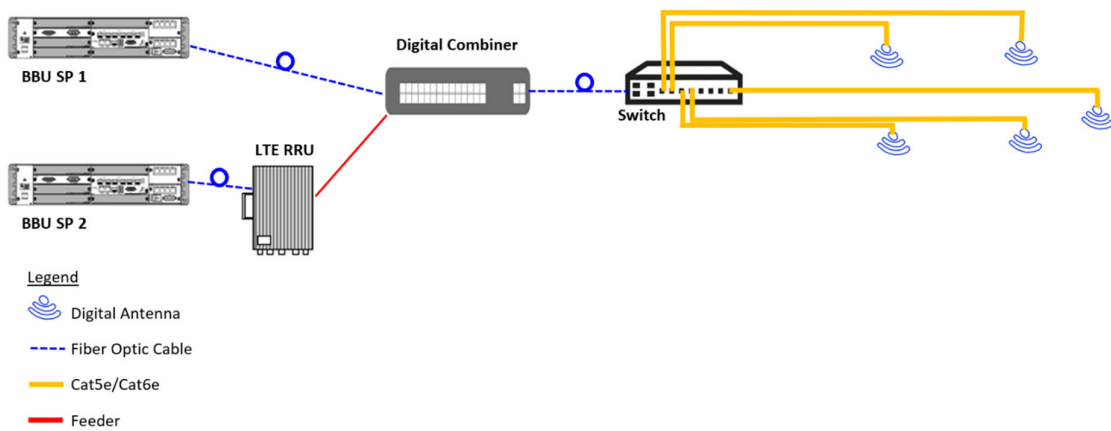 Digital Combiner
BBU SP 1
Switch
LTE RRU
BBU SP 2
Legend
Digital Antenna
Fiber Optic Cable
Cat5e/Cat6e
Feeder